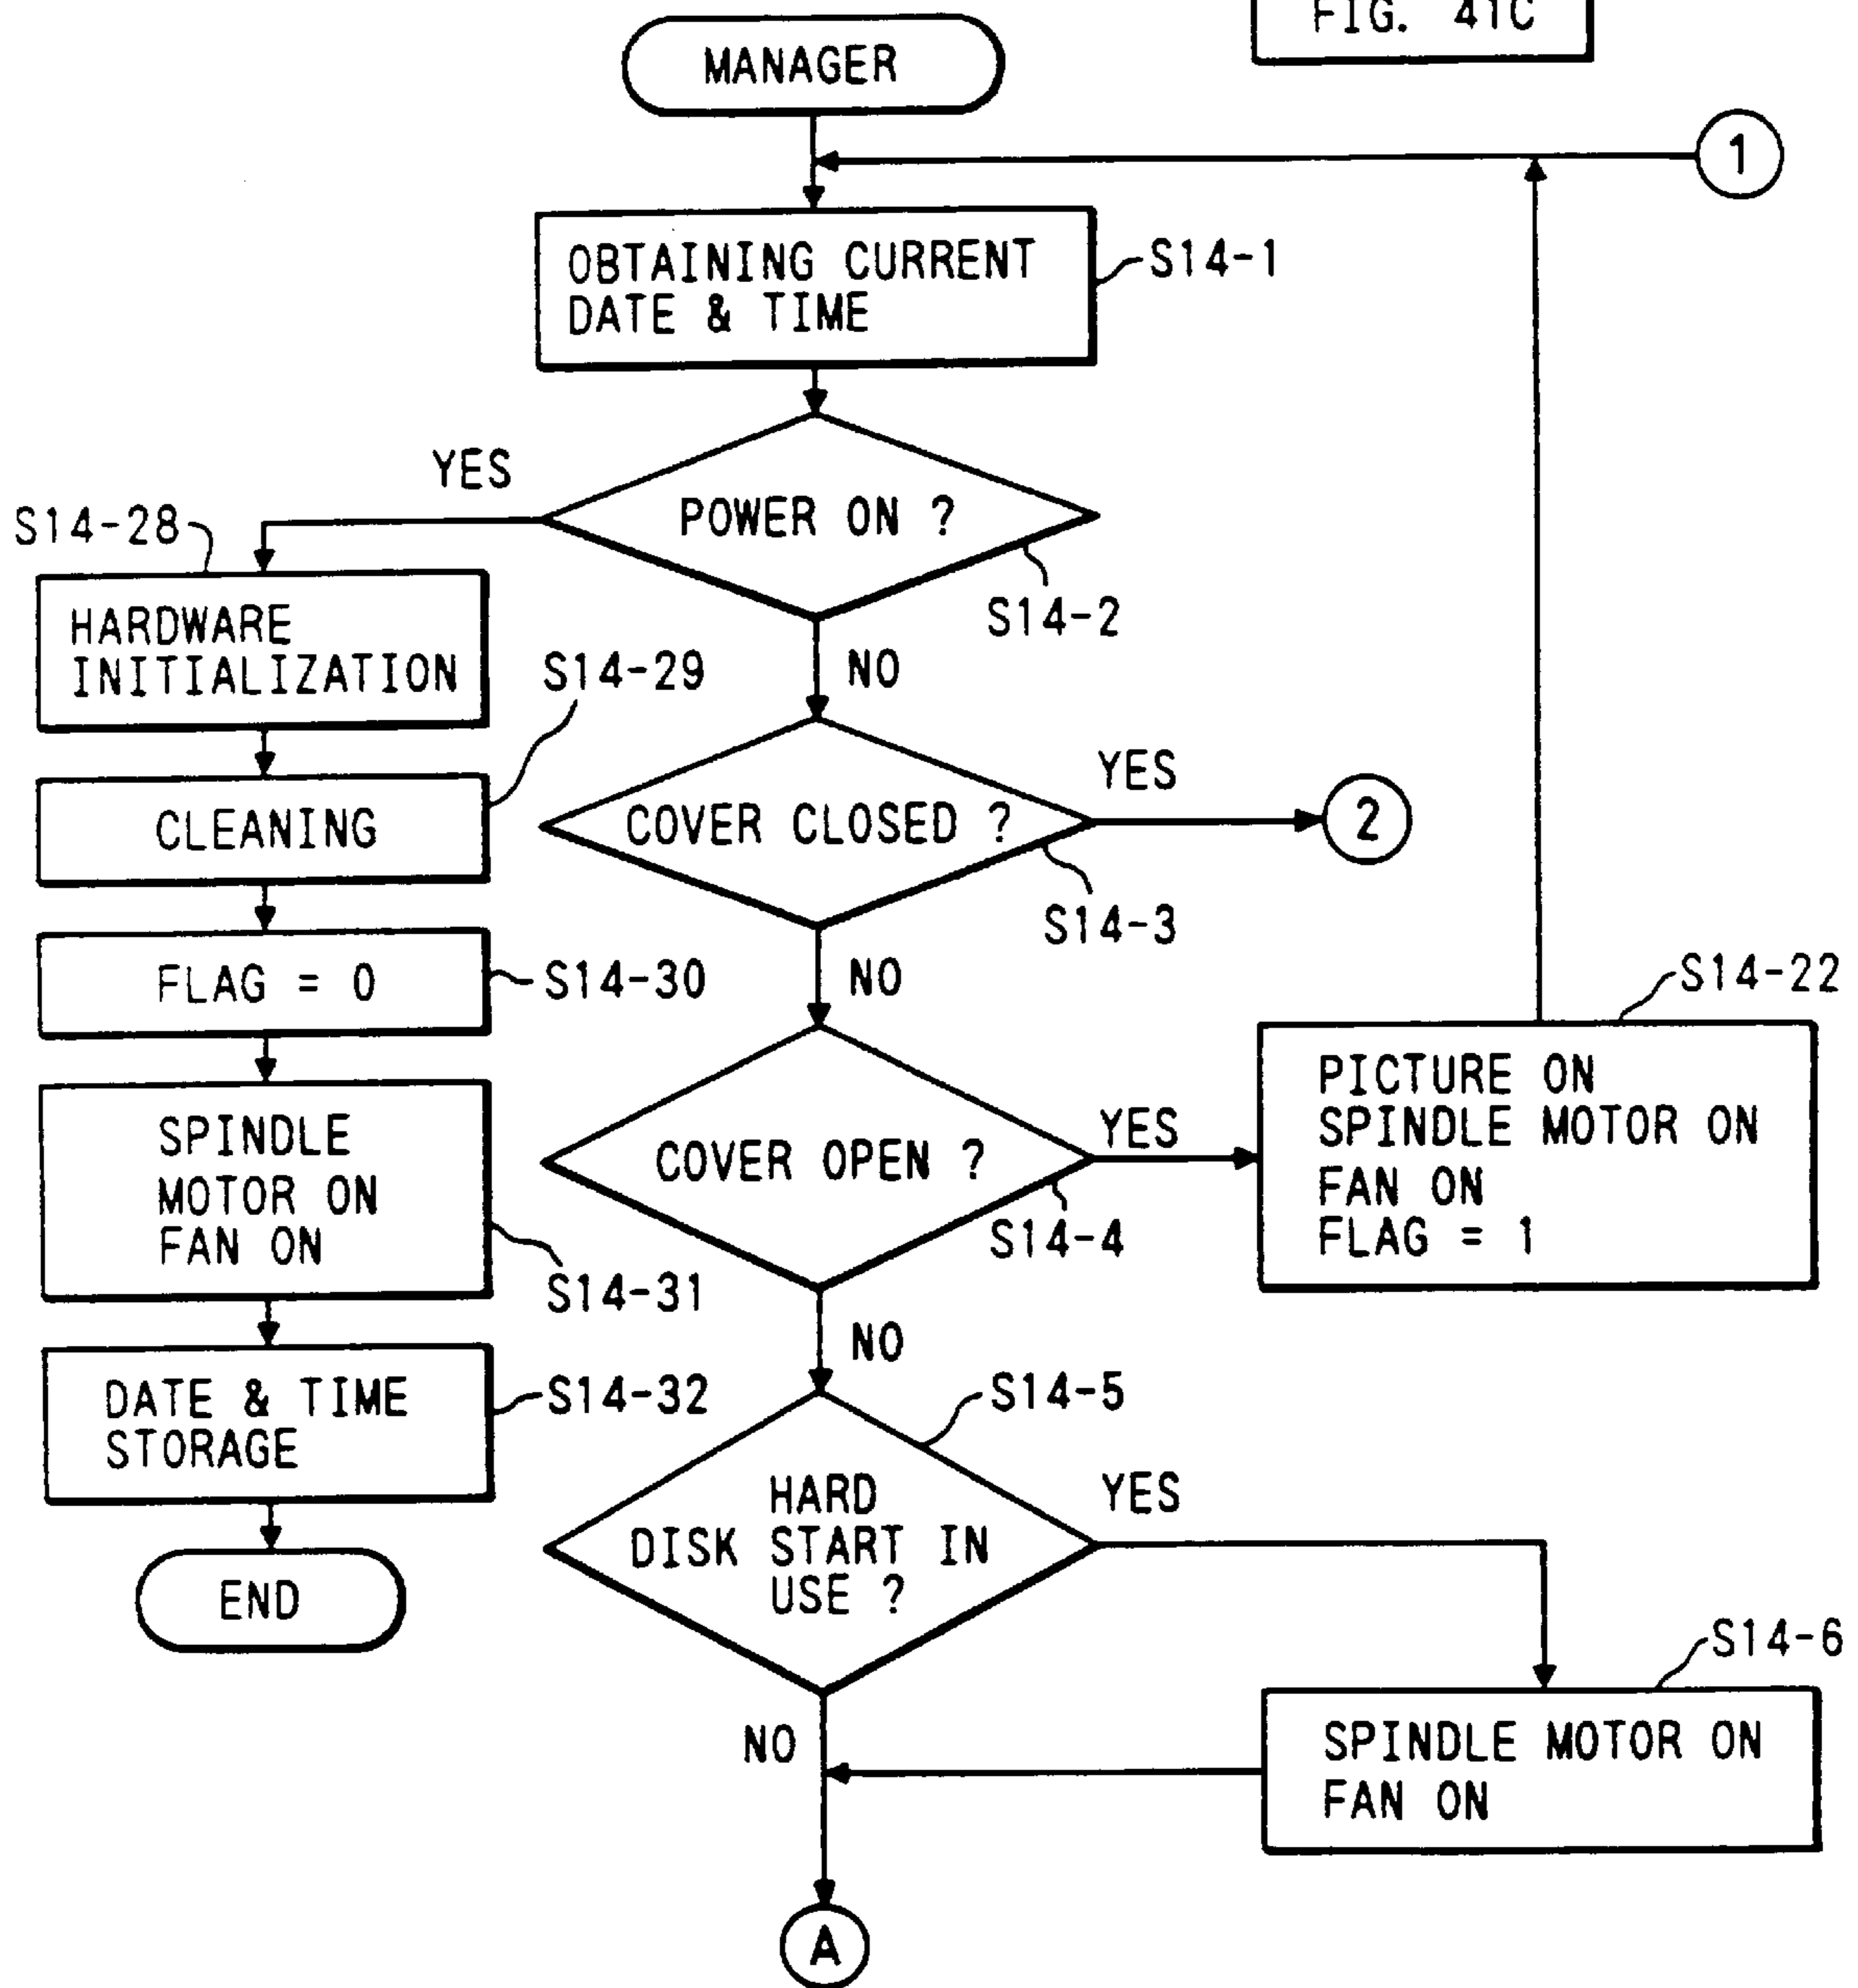 FIG. 41C
MANAGER
1
OBTAINING CURRENT
DATE & TIME
S14-1
YES
POWER ON ?
S14-28
S14-2
HARDWARE
INITIALIZATION
NO
S14-29
CLEANING
COVER CLOSED ?
YES
2
S14-3
FLAG = 0
S14-30
NO
S14-22
SPINDLE
MOTOR ON
FAN ON
S14-31
COVER OPEN ?
YES
S14-4
PICTURE ON
SPINDLE MOTOR ON
FAN ON
FLAG = 1
NO
DATE & TIME
STORAGE
S14-32
S14-5
HARD
DISK START IN
USE ?
YES
END
S14-6
NO
SPINDLE MOTOR ON
FAN ON
A